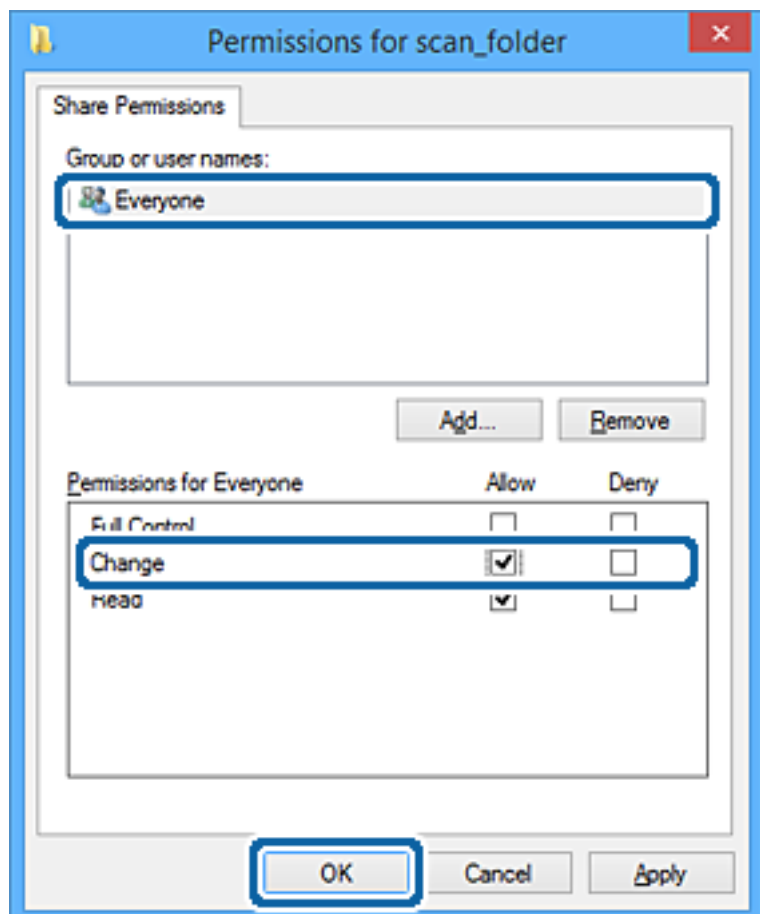 Permissions for scan_folder
Share Permissions
Group or user names:
Everyone
Add... Remove
Permissions for Everyone Allow Deny
Full Control
Change
Read
OK Cancel Apply